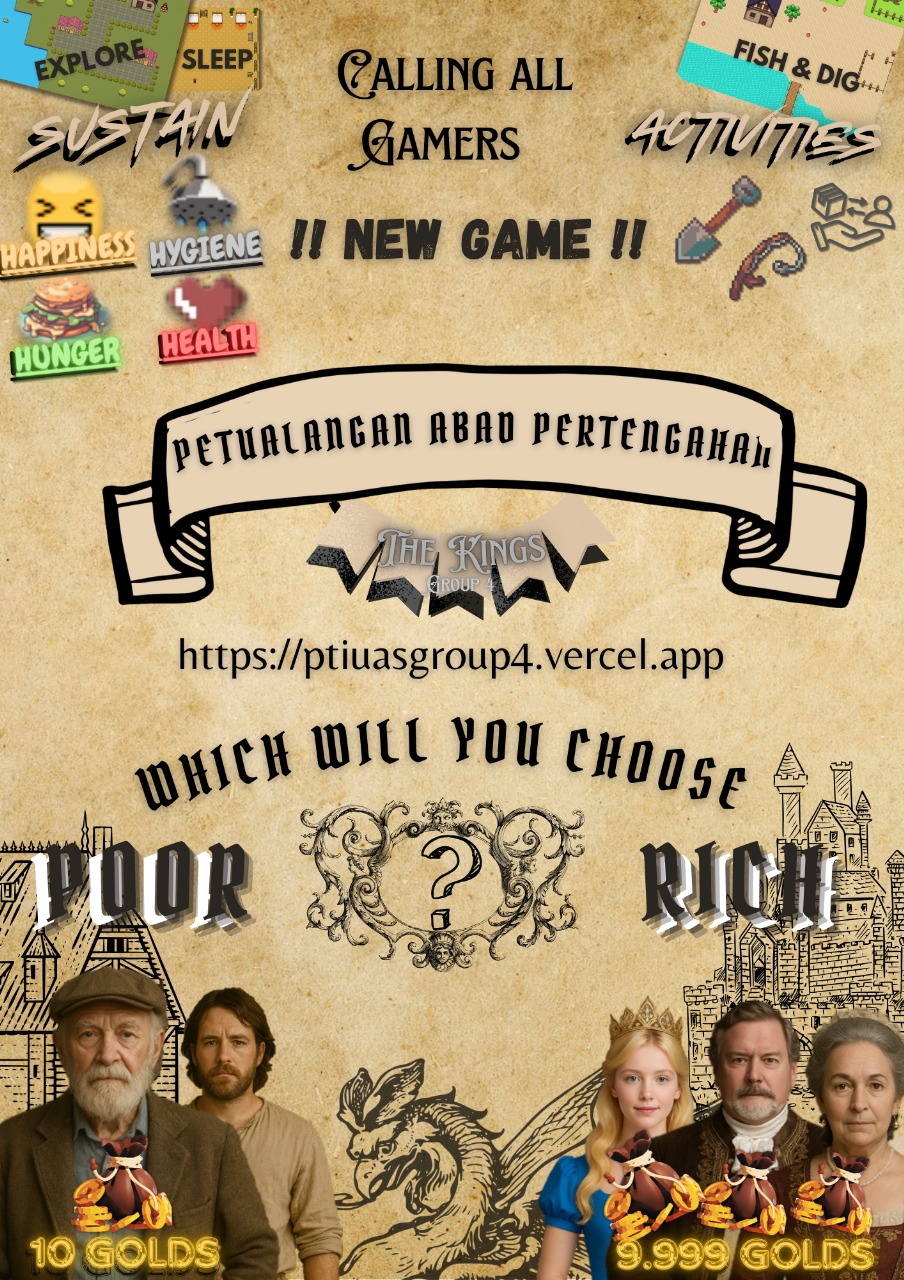 EXPLORE
SLEEP
SUSTAIN
HAPPINESS
HYGIENE
HUNGER
HEALTH
CALLING ALL
GAMERS
!! NEW GAME !!
FISH & DIG
ACTIVITIES
PETUALANGAN ABAD PERTENGAHAN
THE KINGS
GROUP 4
https://ptiuasgroup4.vercel.app
WHICH WILL YOU CHOOSE
POOR
?
RICH
10 GOLDS
9.999 GOLDS